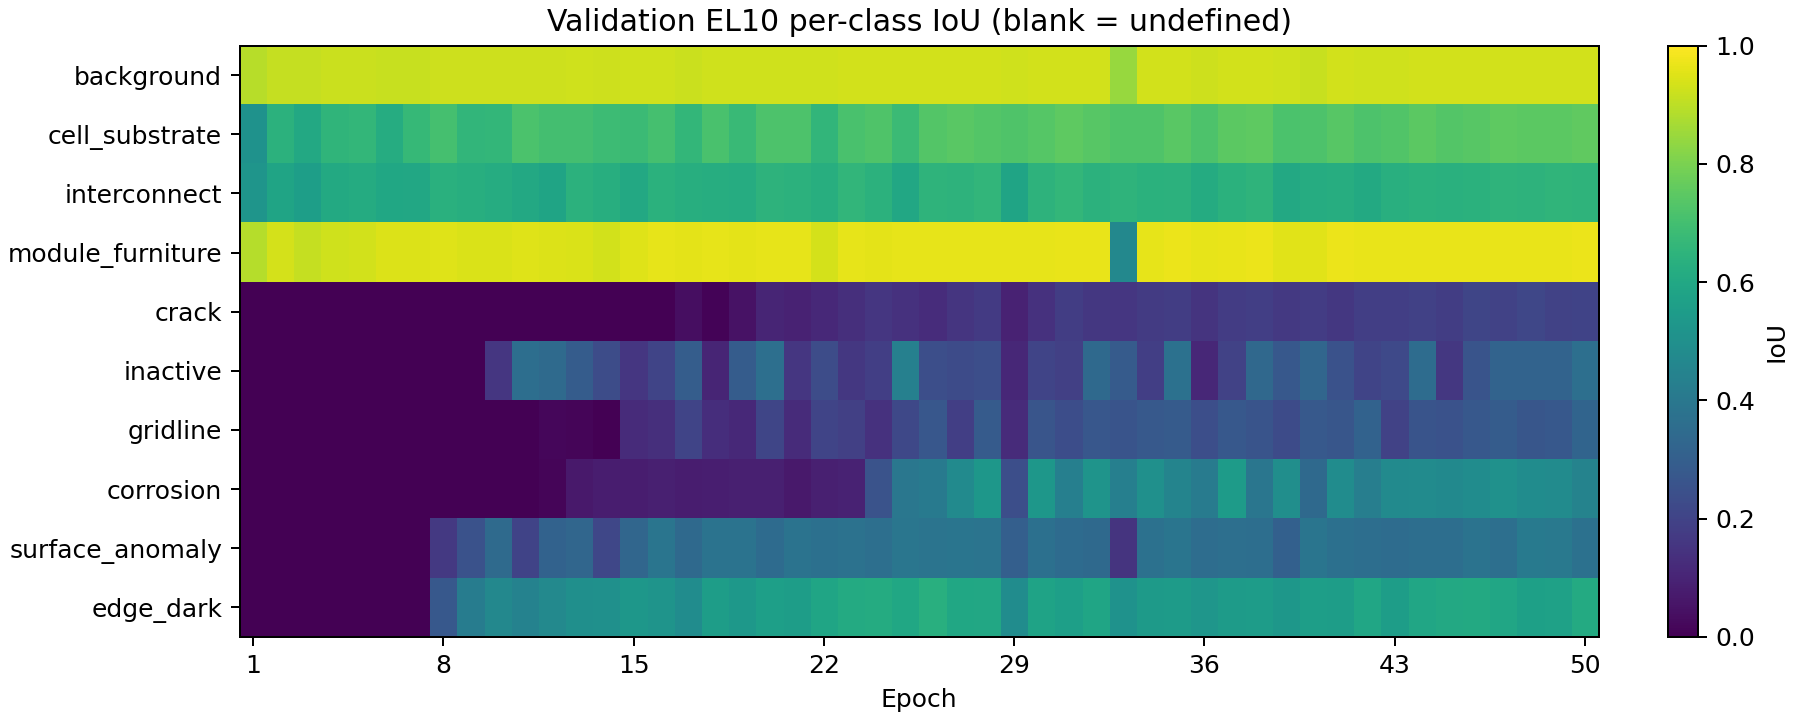 Validation EL10 per-class IoU (blank = undefined)
background
cell_substrate
interconnect
module_furniture
crack
inactive
gridline
corrosion
surface_anomaly
edge_dark
1 8 15 22 29 36 43 50
Epoch
1.0
0.8
0.6
0.4
0.2
0.0
IoU